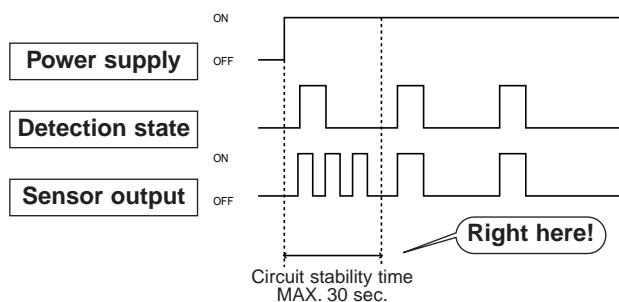 ON
Power supply
OFF
Detection state
ON
Sensor output
OFF
Right here!
Circuit stability time
MAX. 30 sec.